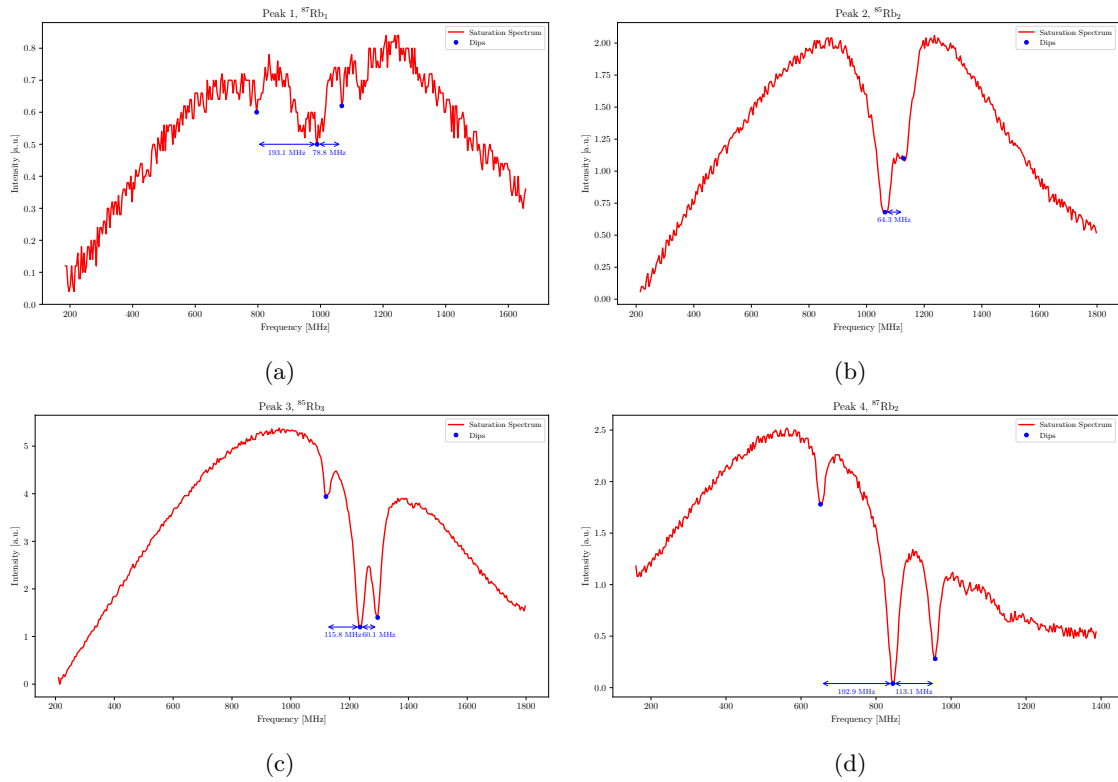 Peak 1, ⁸⁷Rb₁
Saturation Spectrum
Dips
Intensity [a.u.]
0.8
0.7
0.6
0.5
0.4
0.3
0.2
0.1
0.0
193.1 MHz
78.8 MHz
200 400 600 800 1000 1200 1400 1600
Frequency [MHz]
(a)
Peak 2, ⁸⁵Rb₂
Saturation Spectrum
Dips
Intensity [a.u.]
2.00
1.75
1.50
1.25
1.00
0.75
0.50
0.25
0.00
64.3 MHz
200 400 600 800 1000 1200 1400 1600 1800
Frequency [MHz]
(b)
Peak 3, ⁸⁵Rb₃
Saturation Spectrum
Dips
Intensity [a.u.]
5
4
3
2
1
0
115.8 MHz
60.1 MHz
200 400 600 800 1000 1200 1400 1600 1800
Frequency [MHz]
(c)
Peak 4, ⁸⁷Rb₂
Saturation Spectrum
Dips
Intensity [a.u.]
2.5
2.0
1.5
1.0
0.5
0.0
192.9 MHz
113.1 MHz
200 400 600 800 1000 1200 1400
Frequency [MHz]
(d)